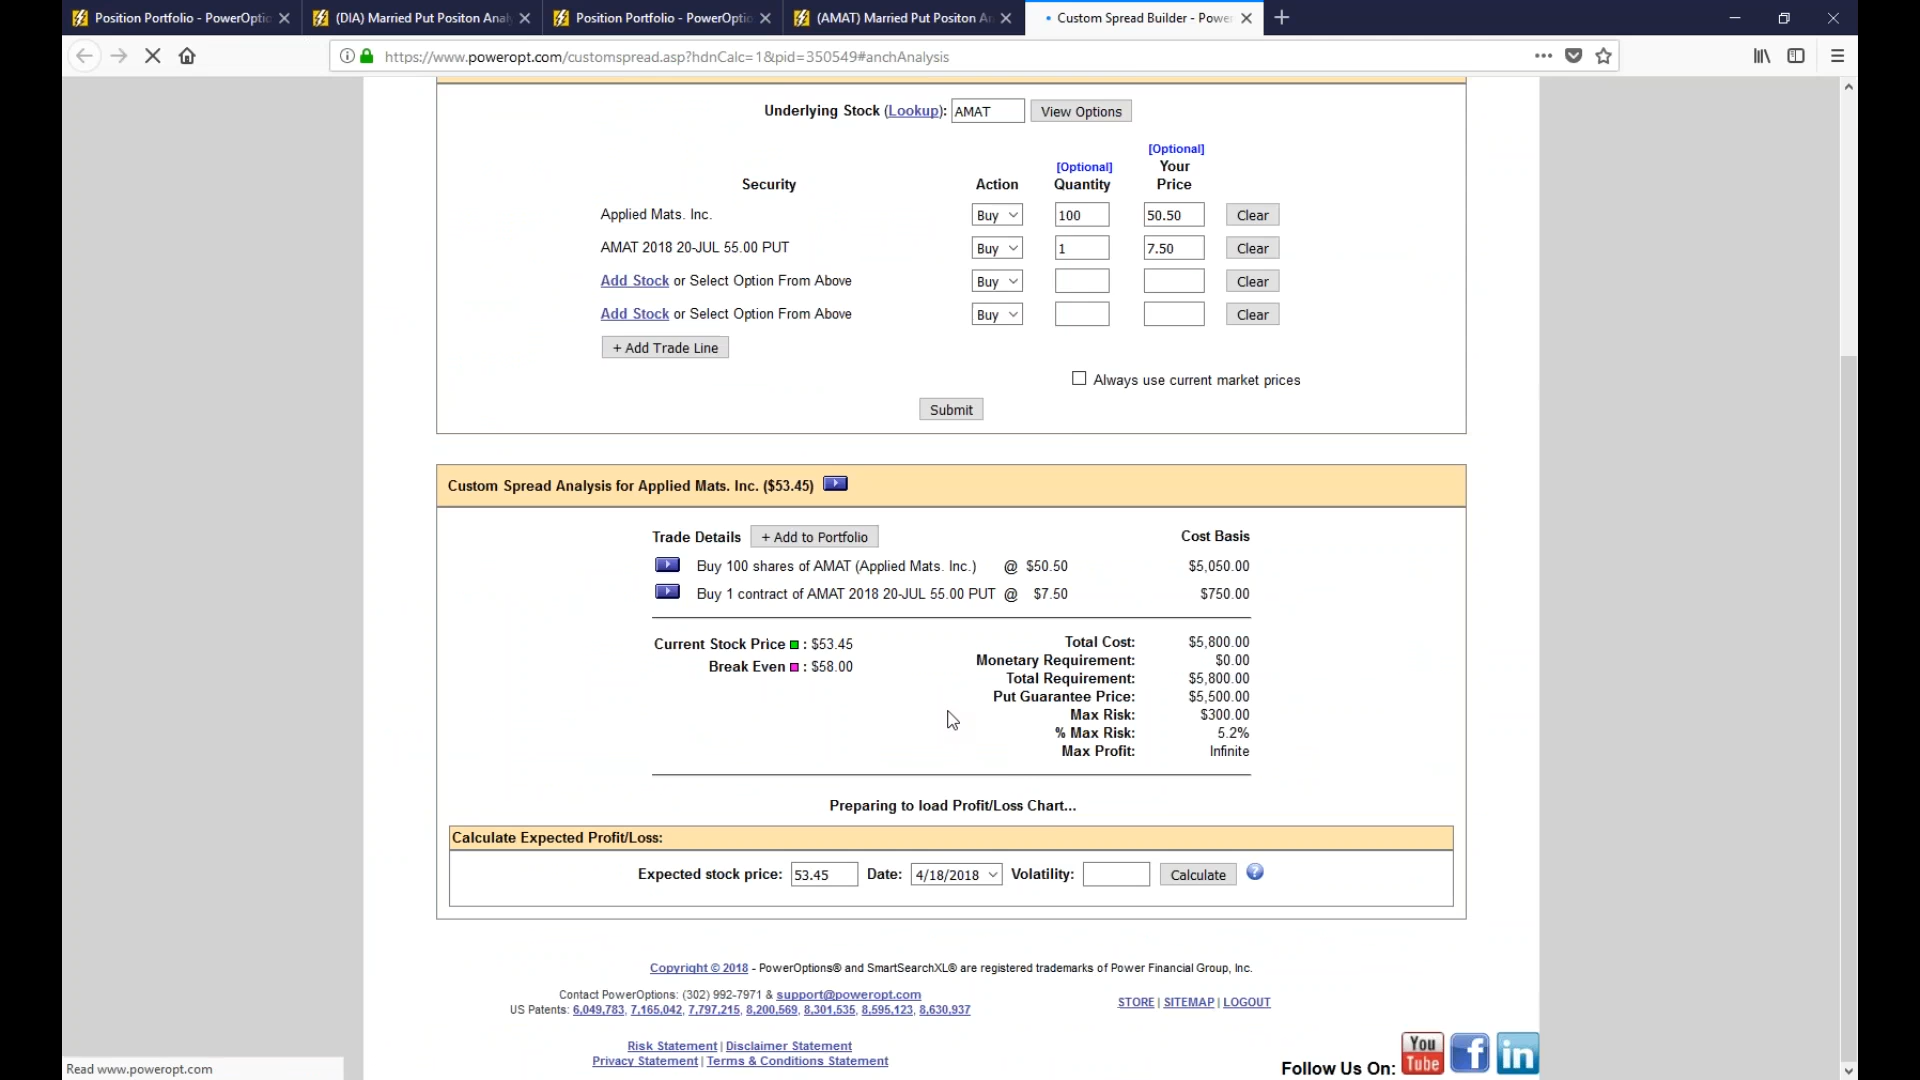 Position Portfolio - PowerOptio
(DIA) Married Put Positon Anal
Position Portfolio - PowerOptio
(AMAT) Married Put Positon A
Custom Spread Builder - Power
https://www.poweropt.com/customspread.asp?hdnCalc=1&pid=350549#anchAnalysis
Underlying Stock (Lookup): AMAT View Options
[Optional]
[Optional] Your
Security Action Quantity Price
Applied Mats. Inc. Buy 100 50.50 Clear
AMAT 2018 20-JUL 55.00 PUT Buy 1 7.50 Clear
Add Stock or Select Option From Above Buy Clear
Add Stock or Select Option From Above Buy Clear
+ Add Trade Line
Always use current market prices
Submit
Custom Spread Analysis for Applied Mats. Inc. ($53.45)
Trade Details + Add to Portfolio Cost Basis
Buy 100 shares of AMAT (Applied Mats. Inc.) @ $50.50 $5,050.00
Buy 1 contract of AMAT 2018 20-JUL 55.00 PUT @ $7.50 $750.00
Current Stock Price : $53.45
Break Even : $58.00
Total Cost: $5,800.00
Monetary Requirement: $0.00
Total Requirement: $5,800.00
Put Guarantee Price: $5,500.00
Max Risk: $300.00
% Max Risk: 5.2%
Max Profit: Infinite
Preparing to load Profit/Loss Chart...
Calculate Expected Profit/Loss:
Expected stock price: 53.45 Date: 4/18/2018 Volatility: Calculate ?
Copyright © 2018 - PowerOptions® and SmartSearchXL® are registered trademarks of Power Financial Group, Inc.
Contact PowerOptions: (302) 992-7971 & support@poweropt.com
US Patents: 6,049,783, 7,165,042, 7,797,215, 8,200,569, 8,301,535, 8,595,123, 8,630,937
STORE | SITEMAP | LOGOUT
Risk Statement | Disclaimer Statement
Privacy Statement | Terms & Conditions Statement
Follow Us On: You Tube f in
Read www.poweropt.com